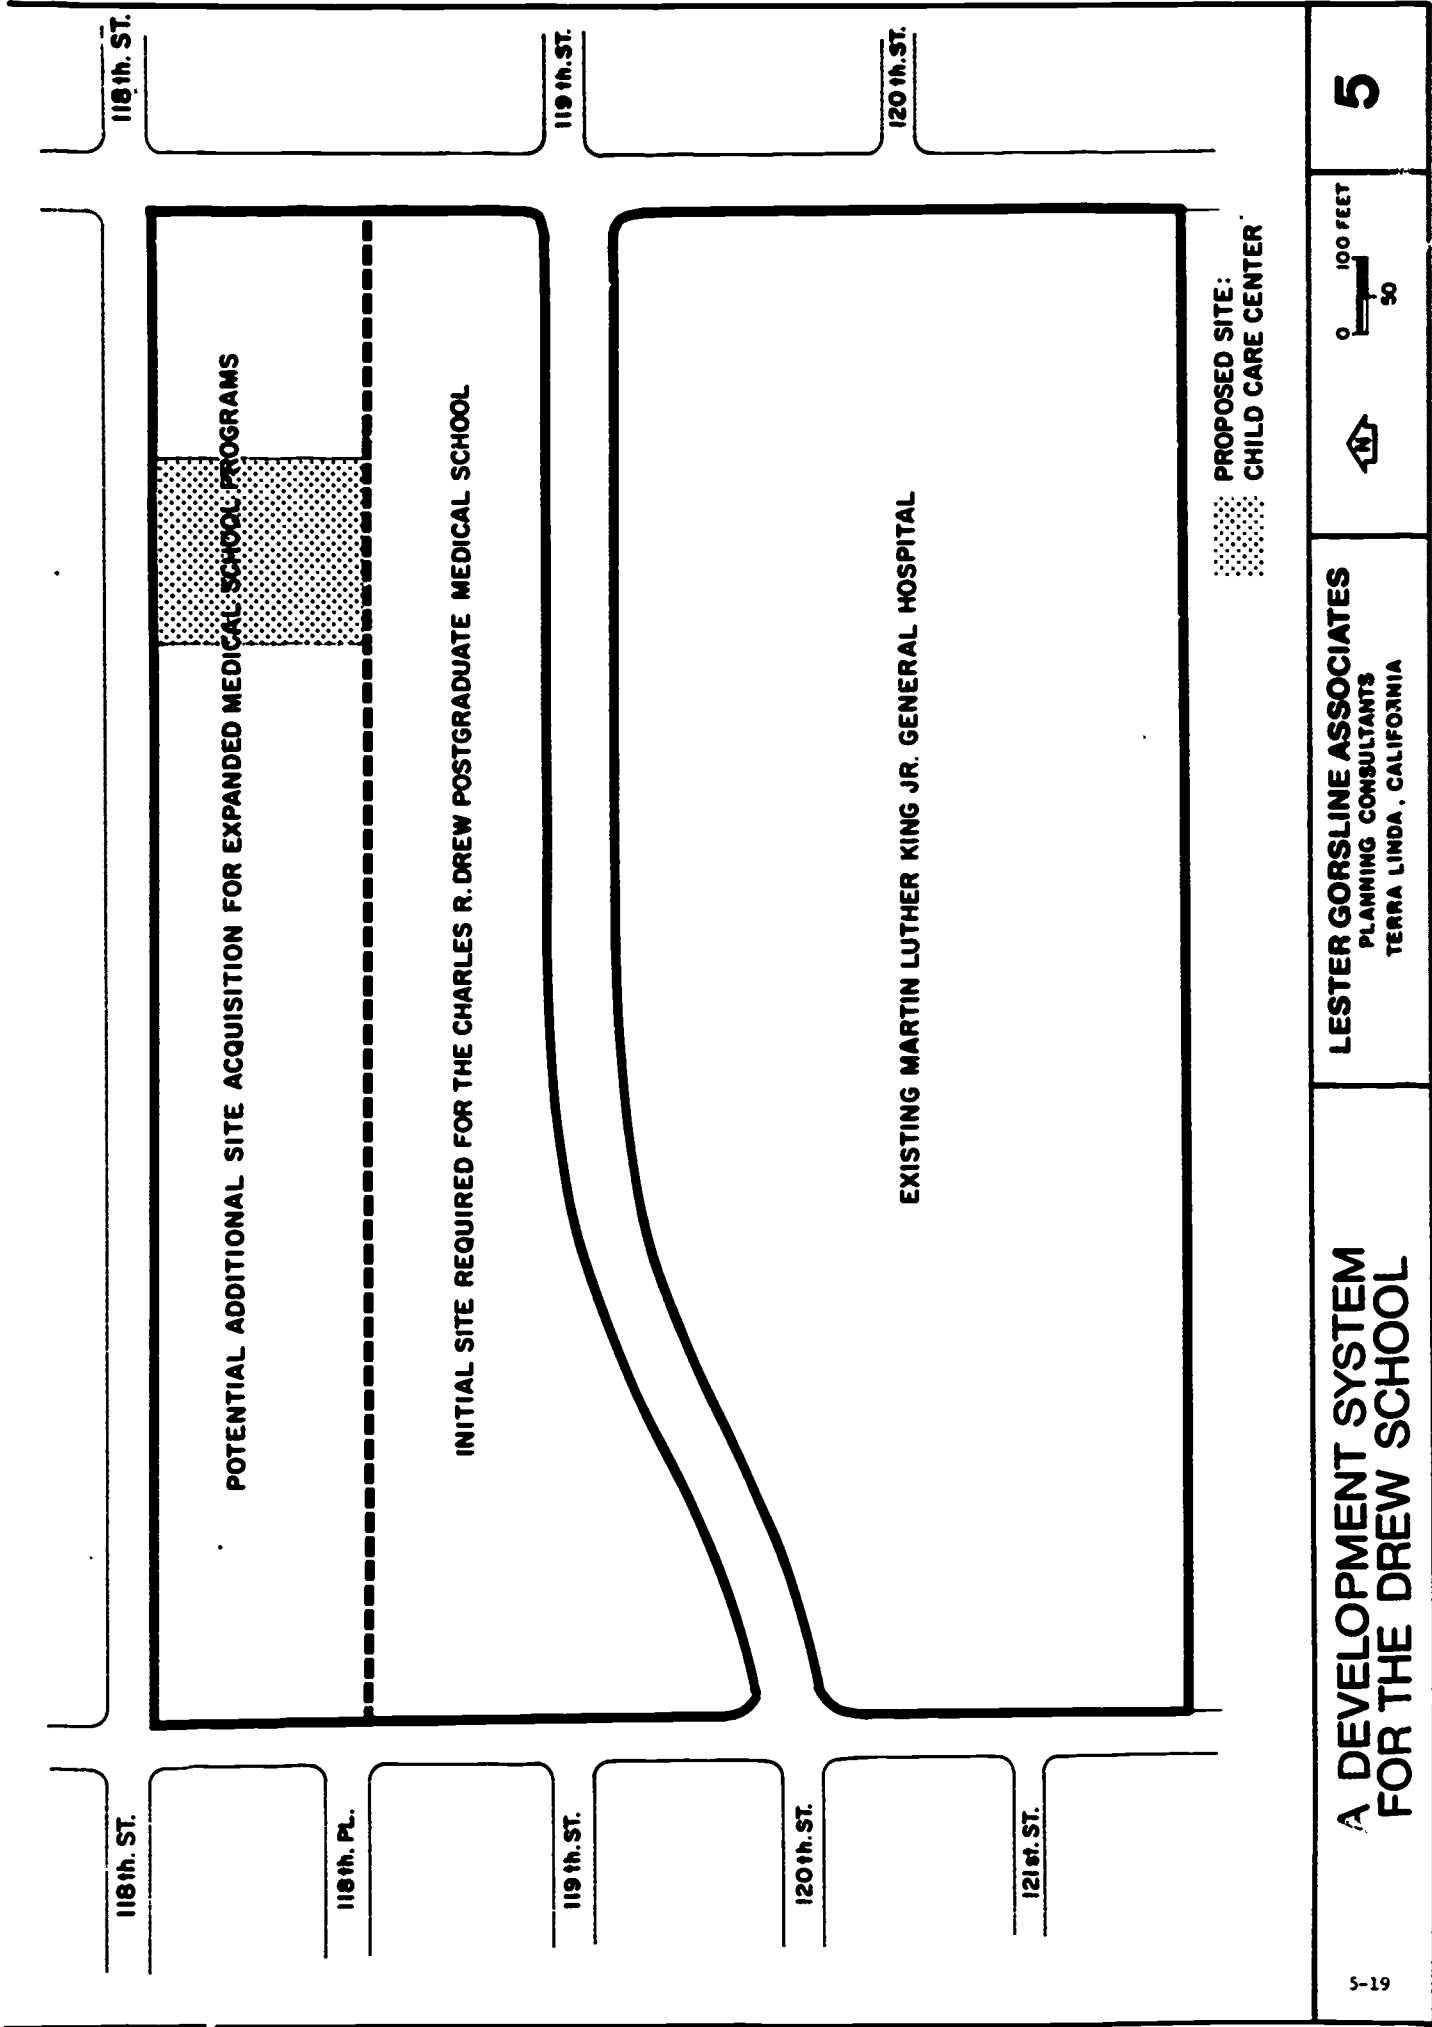 118th. ST.
118th. PL.
119th. ST.
120th. ST.
121st. ST.
118th. ST.
119th. ST.
120th. ST.
POTENTIAL ADDITIONAL SITE ACQUISITION FOR EXPANDED MEDICAL SCHOOL PROGRAMS
INITIAL SITE REQUIRED FOR THE CHARLES R. DREW POSTGRADUATE MEDICAL SCHOOL
EXISTING MARTIN LUTHER KING JR. GENERAL HOSPITAL
PROPOSED SITE:
CHILD CARE CENTER
A DEVELOPMENT SYSTEM
FOR THE DREW SCHOOL
LESTER GORSLINE ASSOCIATES
PLANNING CONSULTANTS
TERRA LINDA, CALIFORNIA
N
0 100 FEET
50
5
5-19